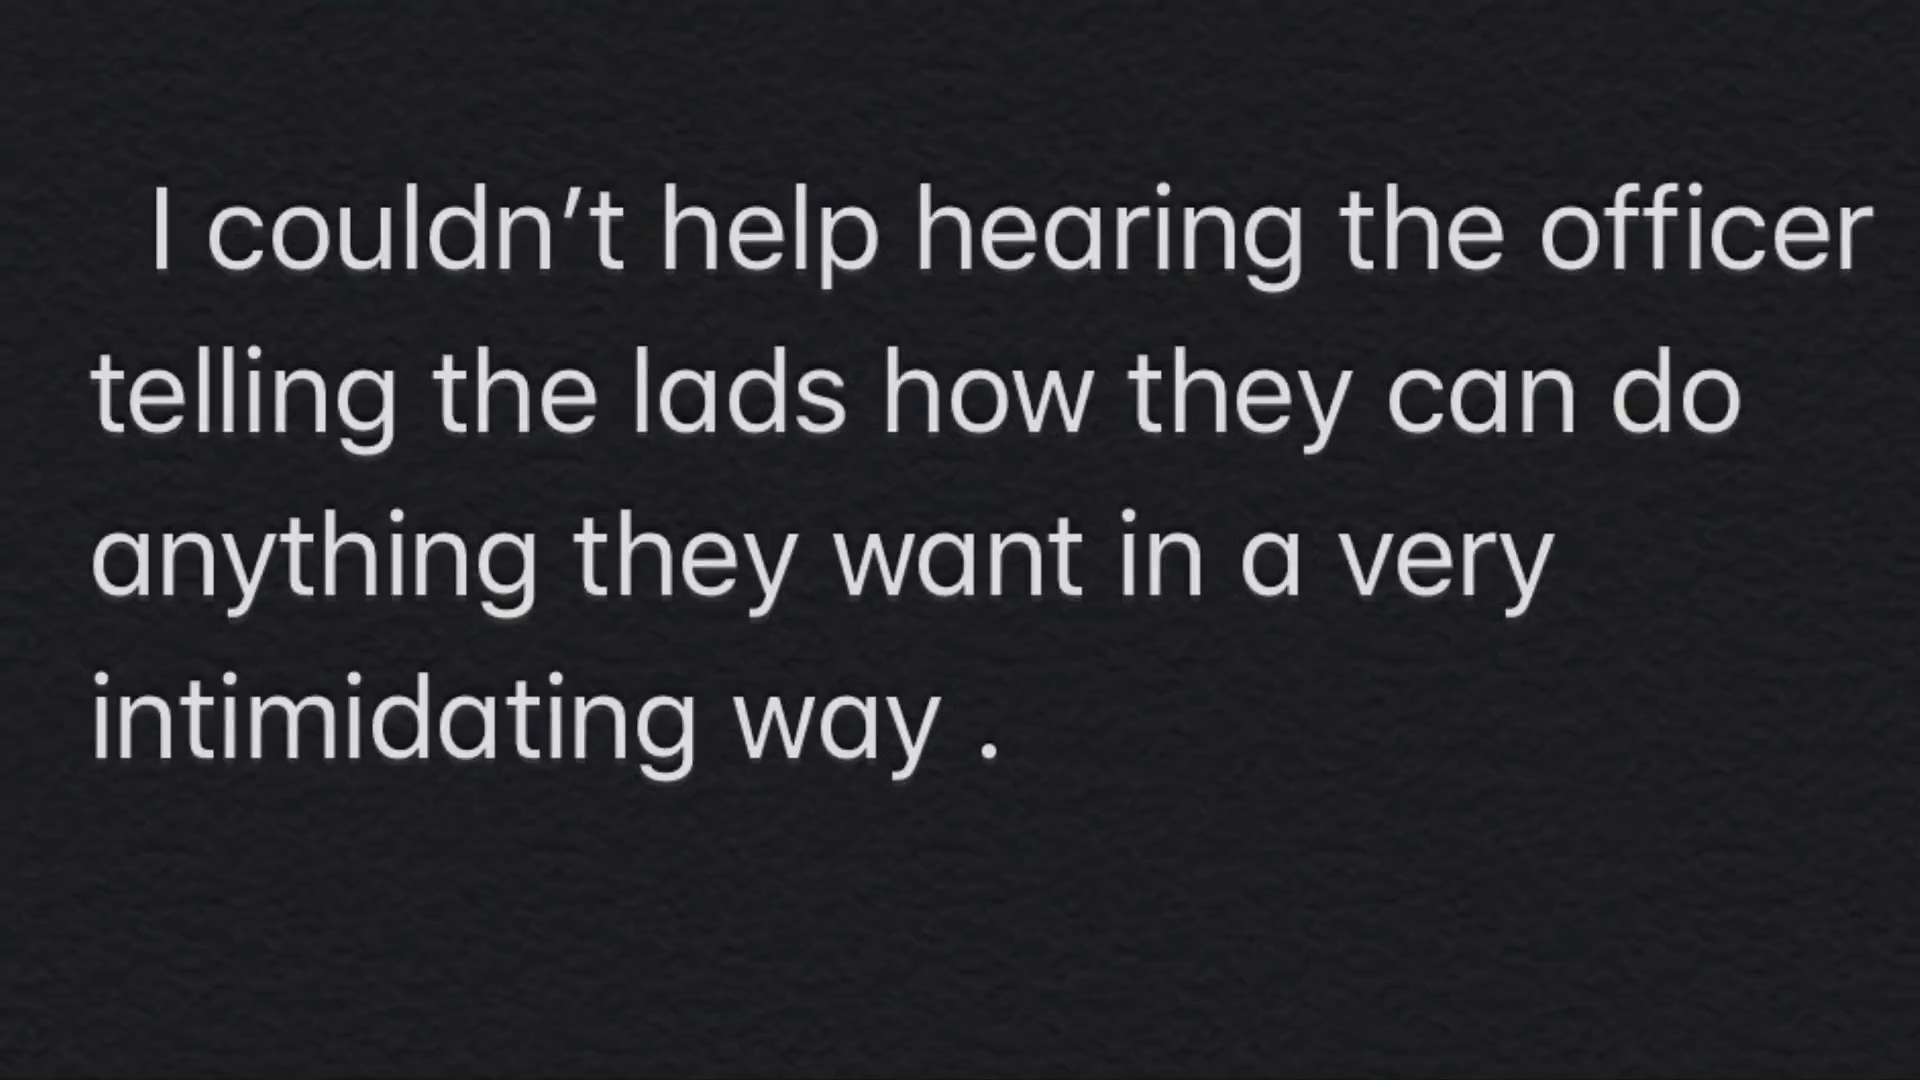 I couldn’t help hearing the officer
telling the lads how they can do
anything they want in a very
intimidating way .